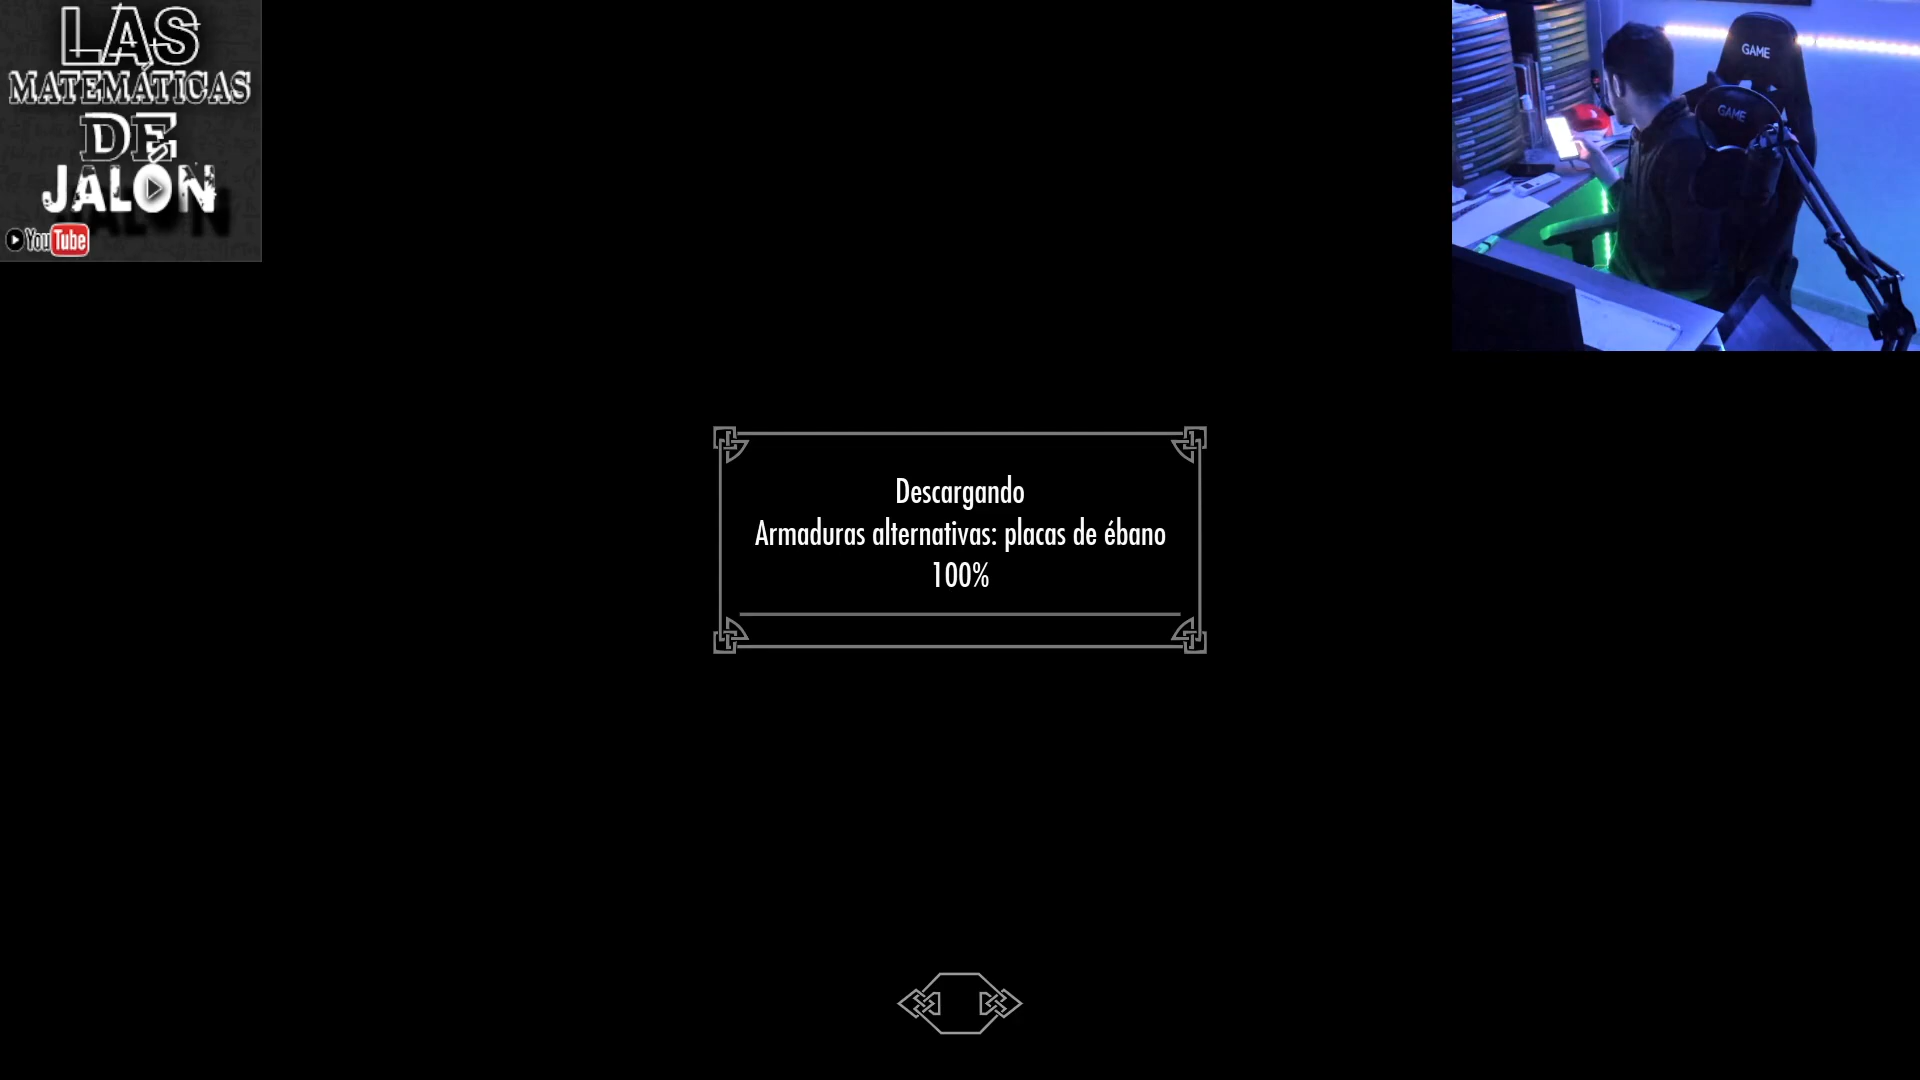 LAS
MATEMÁTICAS
DE
JALÓN
YouTube
GAME
GAME
Descargando
Armaduras alternativas: placas de ébano
100%